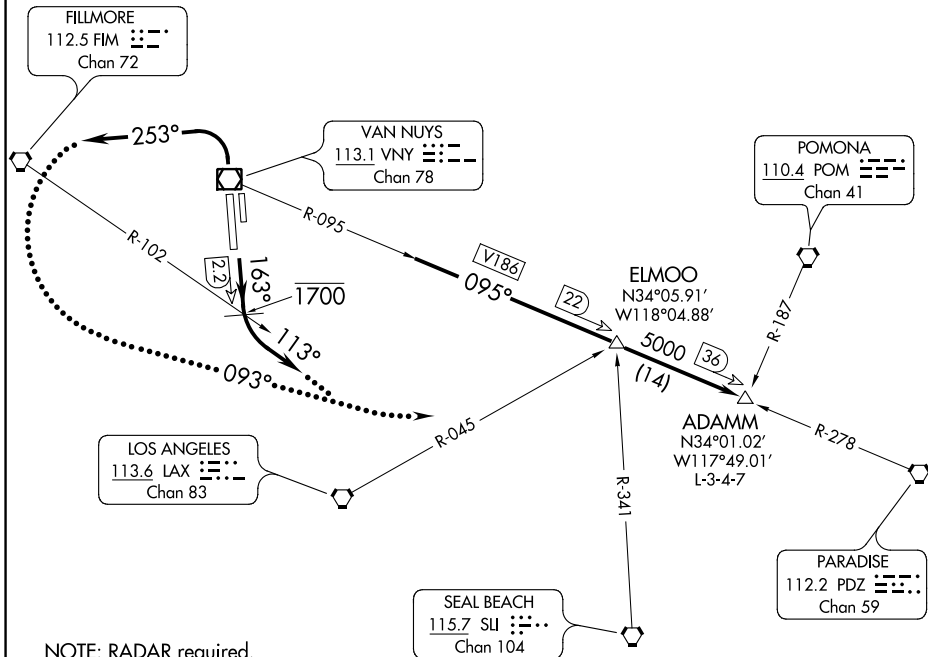 FILLMORE
112.5 FIM
Chan 72
253°
VAN NUYS
113.1 VNY
Chan 78
POMONA
110.4 POM
Chan 41
R-095
R-102
2.2
163°
1700
113°
093°
V186
095°
22
ELMOO
N34°05.91'
W118°04.88'
5000
36
(14)
R-187
ADAMM
N34°01.02'
W117°49.01'
L-3-4-7
R-278
R-045
R-341
LOS ANGELES
113.6 LAX
Chan 83
PARADISE
112.2 PDZ
Chan 59
SEAL BEACH
115.7 SLI
Chan 104
NOTE: RADAR required.